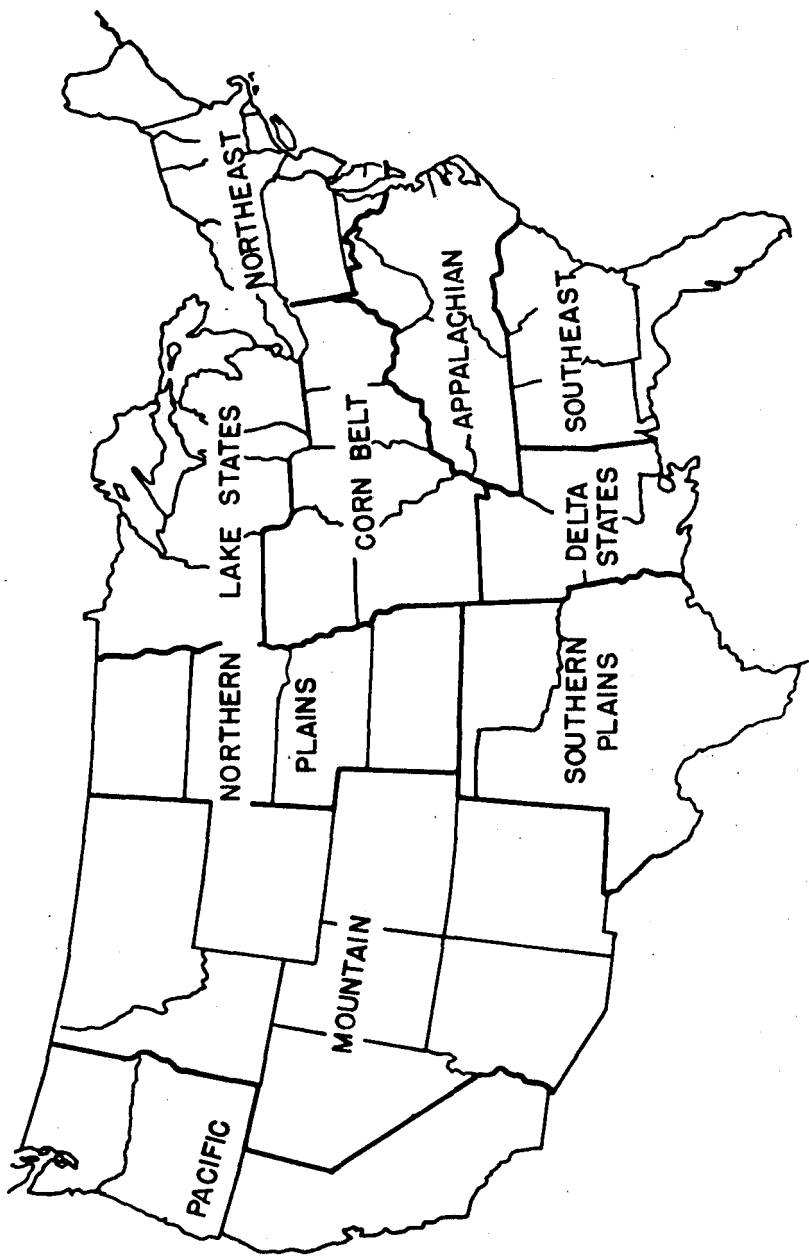 PACIFIC
MOUNTAIN
NORTHERN
PLAINS
SOUTHERN
PLAINS
LAKE STATES
CORN BELT
DELTA
STATES
NORTHEAST
APPALACHIAN
SOUTHEAST